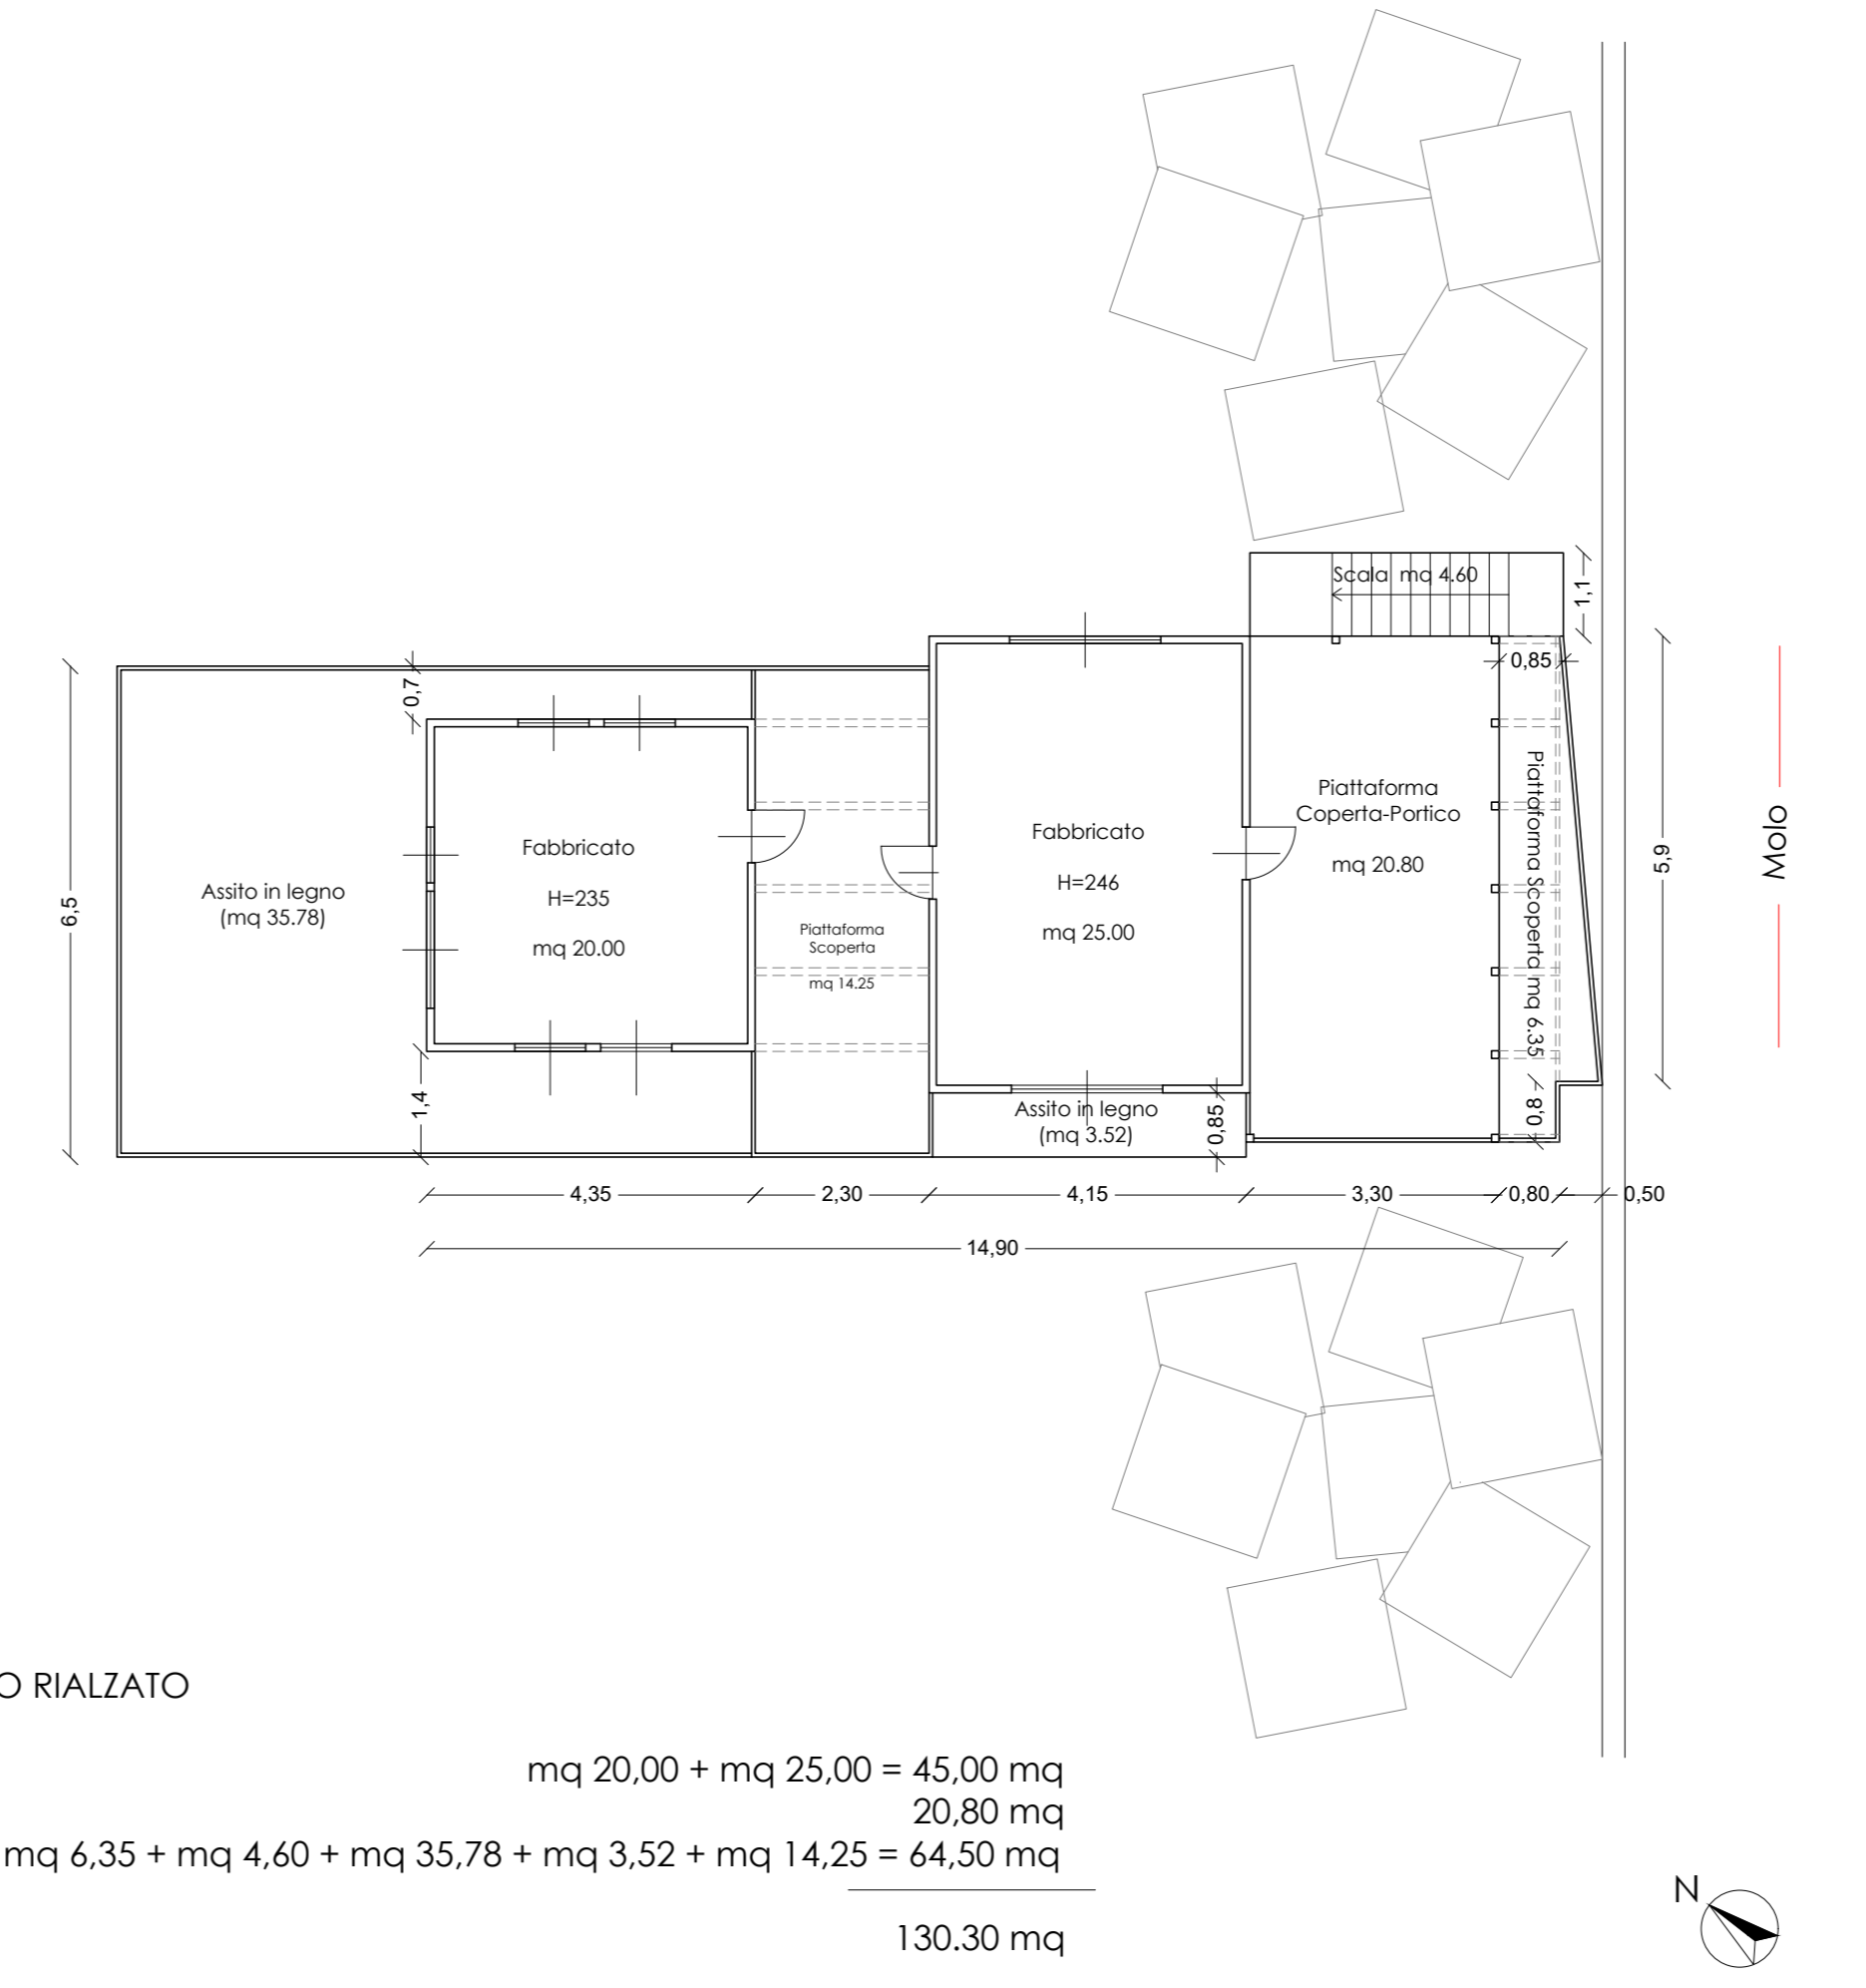 Scala mq 4.60
1,1
0,85
0,7
Piattaforma
Coperta-Portico
mq 20.80
Piattaforma Scoperta mq 6.35
5,9
Molo
Fabbricato
H=246
mq 25.00
Fabbricato
H=235
mq 20.00
Assito in legno
(mq 35.78)
6,5
Piattaforma
Scoperta
mq 14.25
1,4
Assito in legno
(mq 3.52)
0,85
0,8
4,35
2,30
4,15
3,30
0,80
0,50
14,90
O RIALZATO
mq 20,00 + mq 25,00 = 45,00 mq
20,80 mq
mq 6,35 + mq 4,60 + mq 35,78 + mq 3,52 + mq 14,25 = 64,50 mq
130.30 mq
N